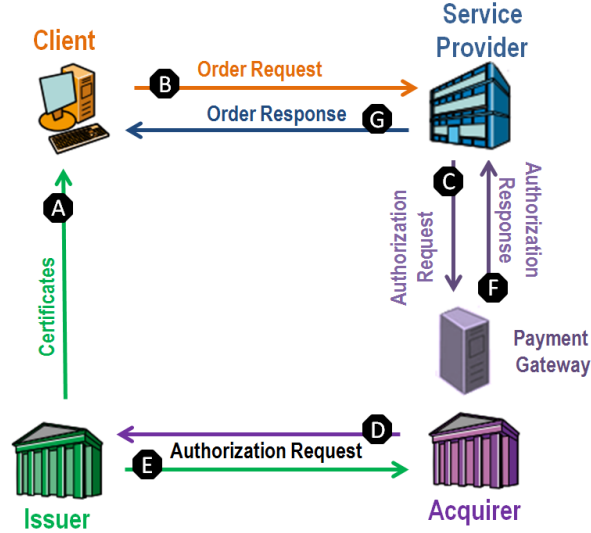 Client
Service
Provider
B
Order Request
Order Response
G
A
C
Authorization
Request
Authorization
Response
F
Certificates
Payment
Gateway
D
Authorization Request
E
Issuer
Acquirer